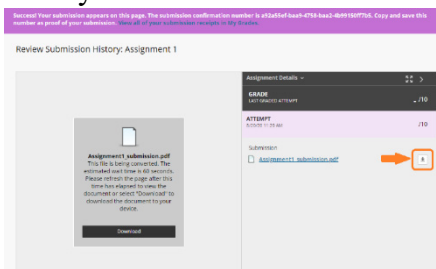 Success! Your submission appears on this page. The submission confirmation number is a92a55ef-baa9-4758-baa2-4b99150ff7b5. Copy and save this
number as proof of your submission. View all of your submission receipts in My Grades.
Review Submission History: Assignment 1
Assignment Details
GRADE
LAST GRADED ATTEMPT
- /10
ATTEMPT
/10
Submission
Assignment1_submission.pdf
Assignment1_submission.pdf
This file is being converted. The
estimated wait time is 60 seconds.
Please refresh the page after this
time has elapsed to view the
document or select "Download" to
download the document to your
device.
Download